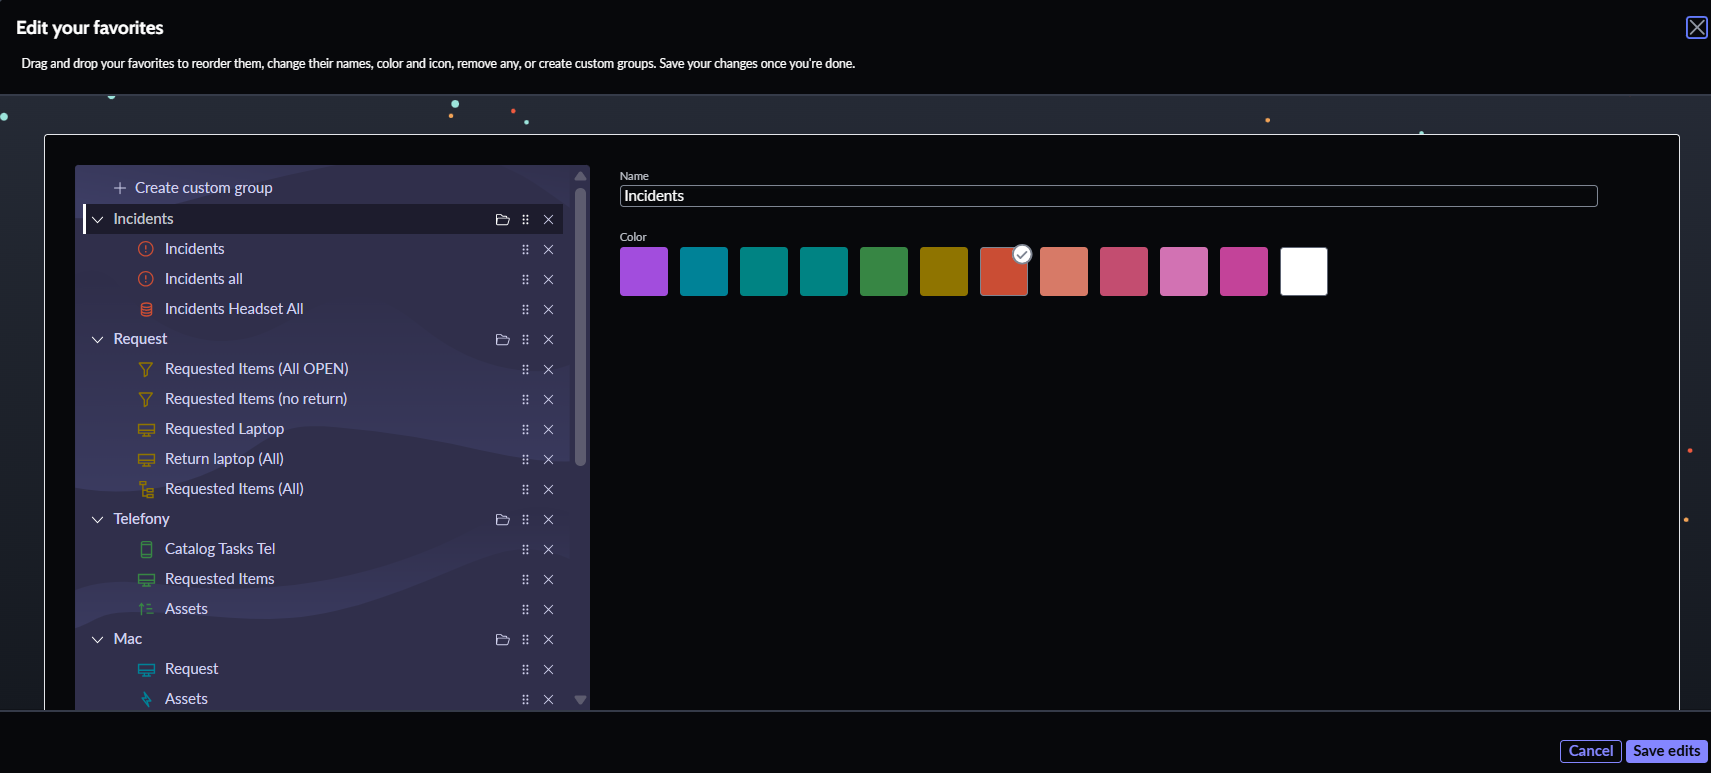 Edit your favorites
Drag and drop your favorites to reorder them, change their names, color and icon, remove any, or create custom groups. Save your changes once you're done.
Create custom group
Incidents
Incidents
Incidents all
Incidents Headset All
Request
Requested Items (All OPEN)
Requested Items (no return)
Requested Laptop
Return laptop (All)
Requested Items (All)
Telefony
Catalog Tasks Tel
Requested Items
Assets
Mac
Request
Assets
Name
Incidents
Color
Cancel
Save edits